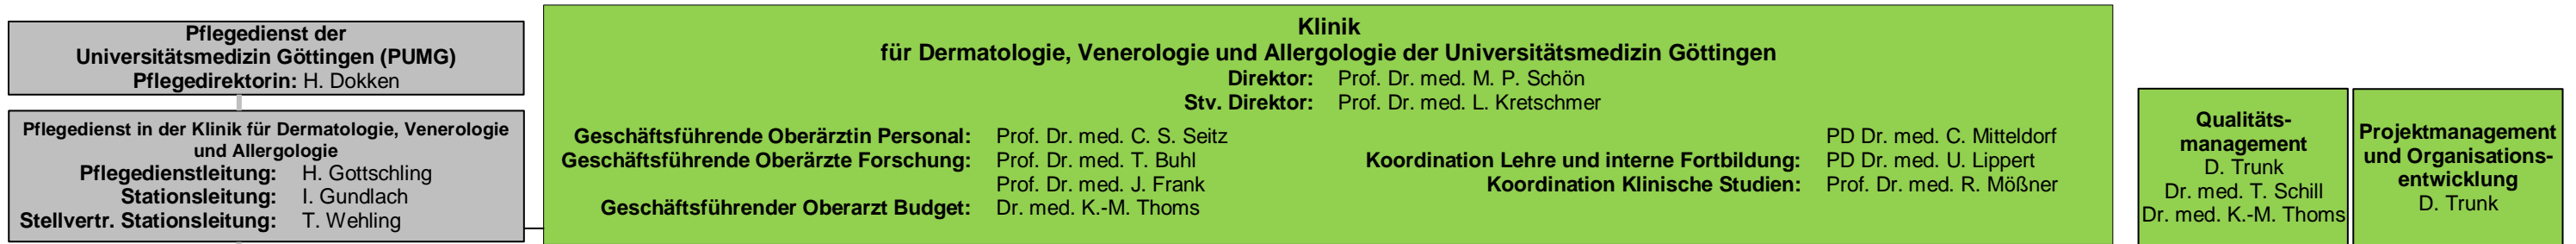 Pflegedienst der
Universitätsmedizin Göttingen (PUMG)
Pflegedirektorin: H. Dokken
Pflegedienst in der Klinik für Dermatologie, Venerologie
und Allergologie
Pflegedienstleitung: H. Gottschling
Stationsleitung: I. Gundlach
Stellvertr. Stationsleitung: T. Wehling
Klinik
für Dermatologie, Venerologie und Allergologie der Universitätsmedizin Göttingen
Direktor: Prof. Dr. med. M. P. Schön
Stv. Direktor: Prof. Dr. med. L. Kretschmer
Geschäftsführende Oberärztin Personal: Prof. Dr. med. C. S. Seitz
Geschäftsführende Oberärzte Forschung: Prof. Dr. med. T. Buhl
Prof. Dr. med. J. Frank
Geschäftsführender Oberarzt Budget: Dr. med. K.-M. Thoms
PD Dr. med. C. Mitteldorf
Koordination Lehre und interne Fortbildung: PD Dr. med. U. Lippert
Koordination Klinische Studien: Prof. Dr. med. R. Mößner
Qualitäts-
management
D. Trunk
Dr. med. T. Schill
Dr. med. K.-M. Thoms
Projektmanagement
und Organisations-
entwicklung
D. Trunk